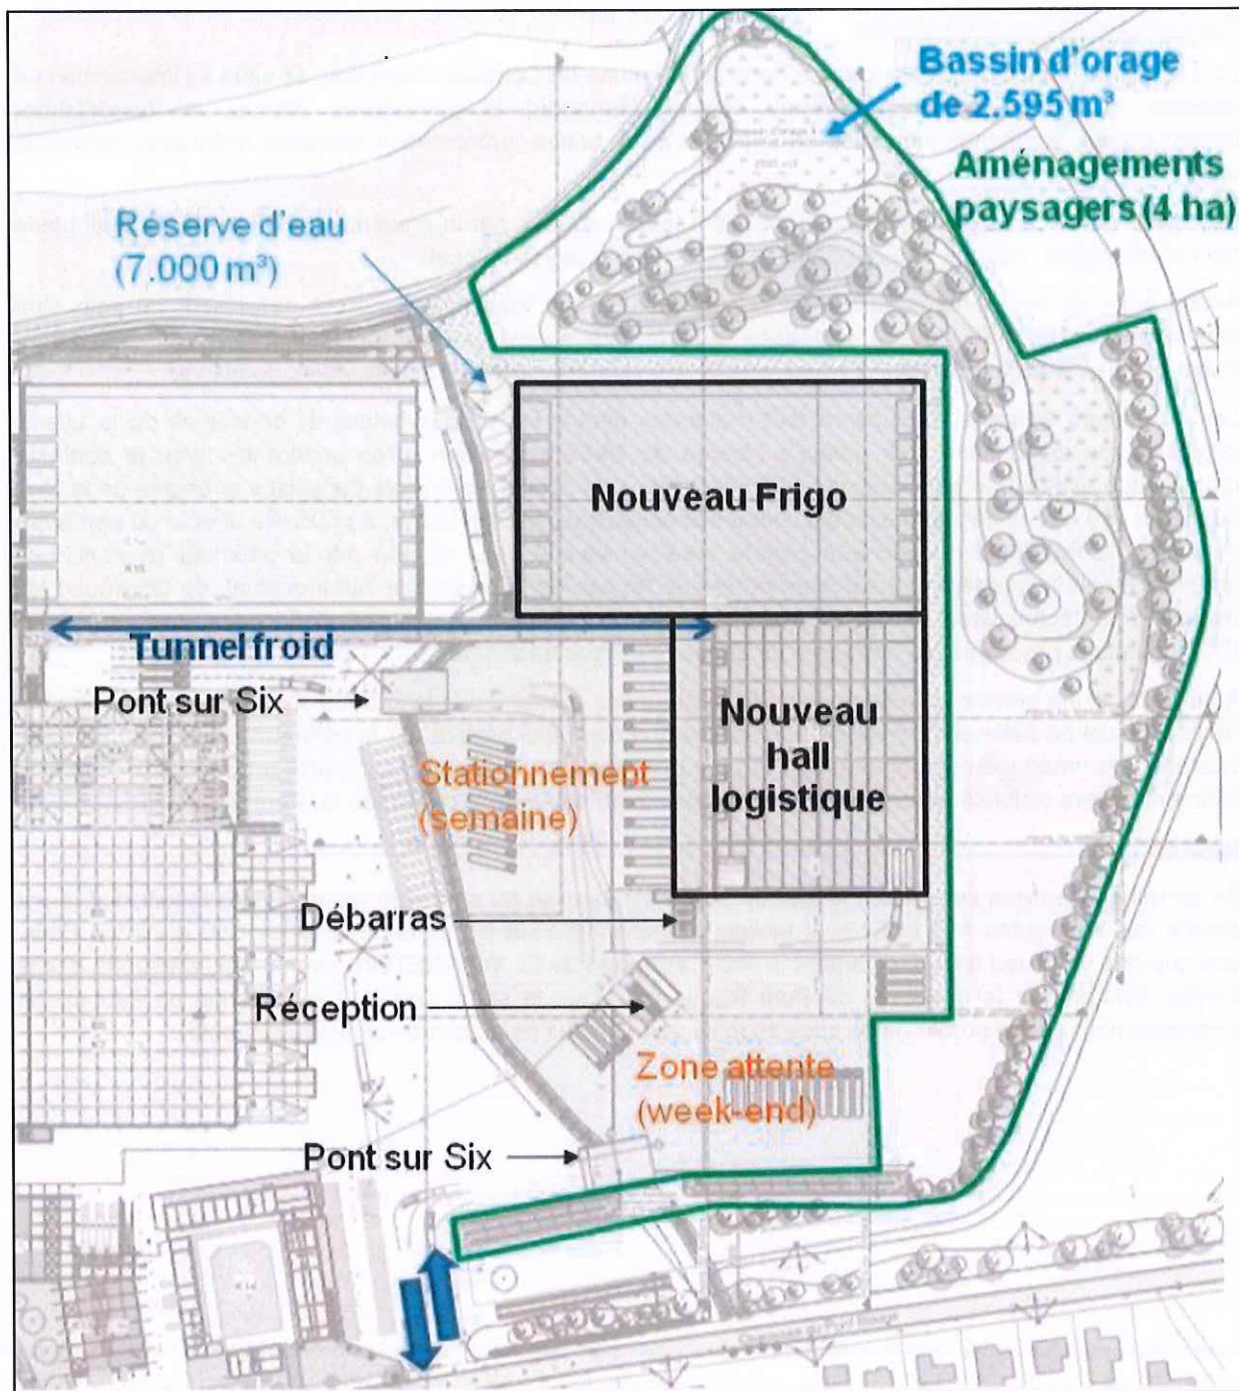 Bassin d'orage
de 2.595 m³
Aménagements
paysagers (4 ha)
Réserve d'eau
(7.000 m³)
Nouveau Frigo
Tunnel froid
Pont sur Six
Nouveau
hall
logistique
Stationnement
(semaine)
Débarras
Réception
Zone attente
(week-end)
Pont sur Six